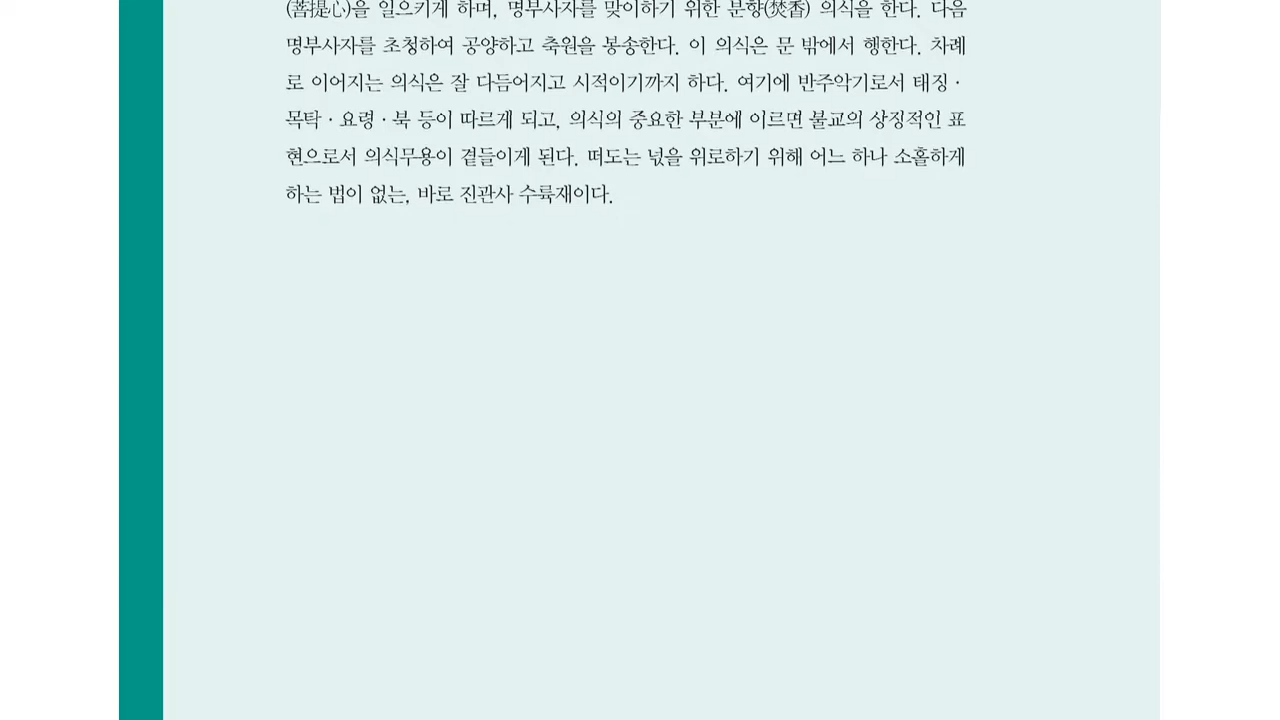 (菩提心)을 일으키게 하며, 명부사자를 맞이하기 위한 분향(焚香) 의식을 한다. 다음
명부사자를 초청하여 공양하고 축원을 봉송한다. 이 의식은 문 밖에서 행한다. 차례
로 이어지는 의식은 잘 다듬어지고 시적이기까지 하다. 여기에 반주악기로서 태징 ·
목탁 · 요령 · 북 등이 따르게 되고, 의식의 중요한 부분에 이르면 불교의 상징적인 표
현으로서 의식무용이 곁들이게 된다. 떠도는 넋을 위로하기 위해 어느 하나 소홀하게
하는 법이 없는, 바로 진관사 수륙재이다.